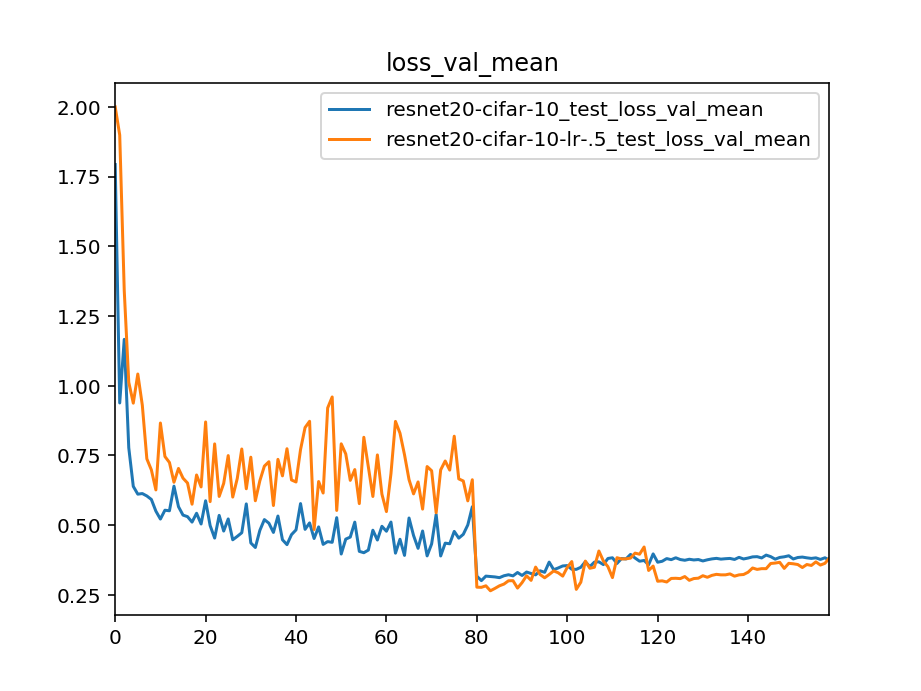 loss_val_mean
resnet20-cifar-10_test_loss_val_mean
resnet20-cifar-10-lr-.5_test_loss_val_mean
2.00
1.75
1.50
1.25
1.00
0.75
0.50
0.25
0 20 40 60 80 100 120 140